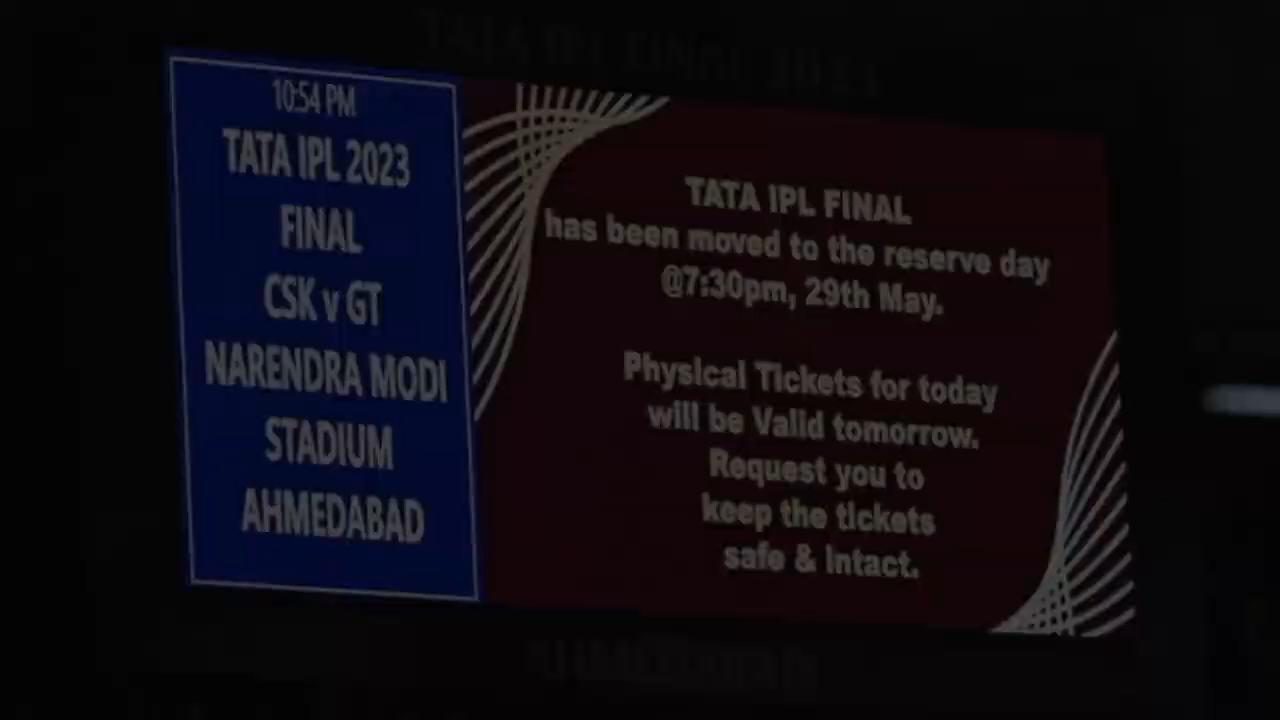 10:54 PM
TATA IPL 2023
FINAL
CSK v GT
NARENDRA MODI
STADIUM
AHMEDABAD
TATA IPL FINAL
has been moved to the reserve day
@7:30pm, 29th May.
Physical Tickets for today
will be Valid tomorrow.
Request you to
keep the tickets
safe & Intact.